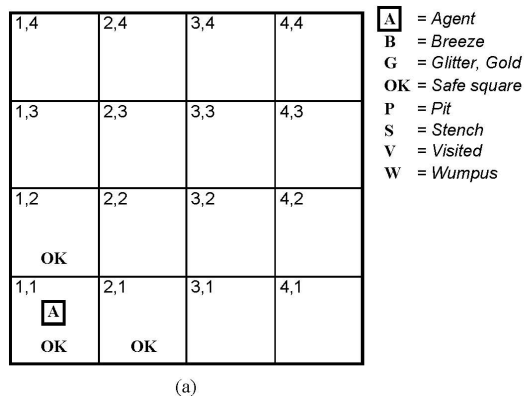 1,4 2,4 3,4 4,4
1,3 2,3 3,3 4,3
1,2 2,2 3,2 4,2
OK
1,1 2,1 3,1 4,1
A
OK OK
(a)
A = Agent
B = Breeze
G = Glitter, Gold
OK = Safe square
P = Pit
S = Stench
V = Visited
W = Wumpus